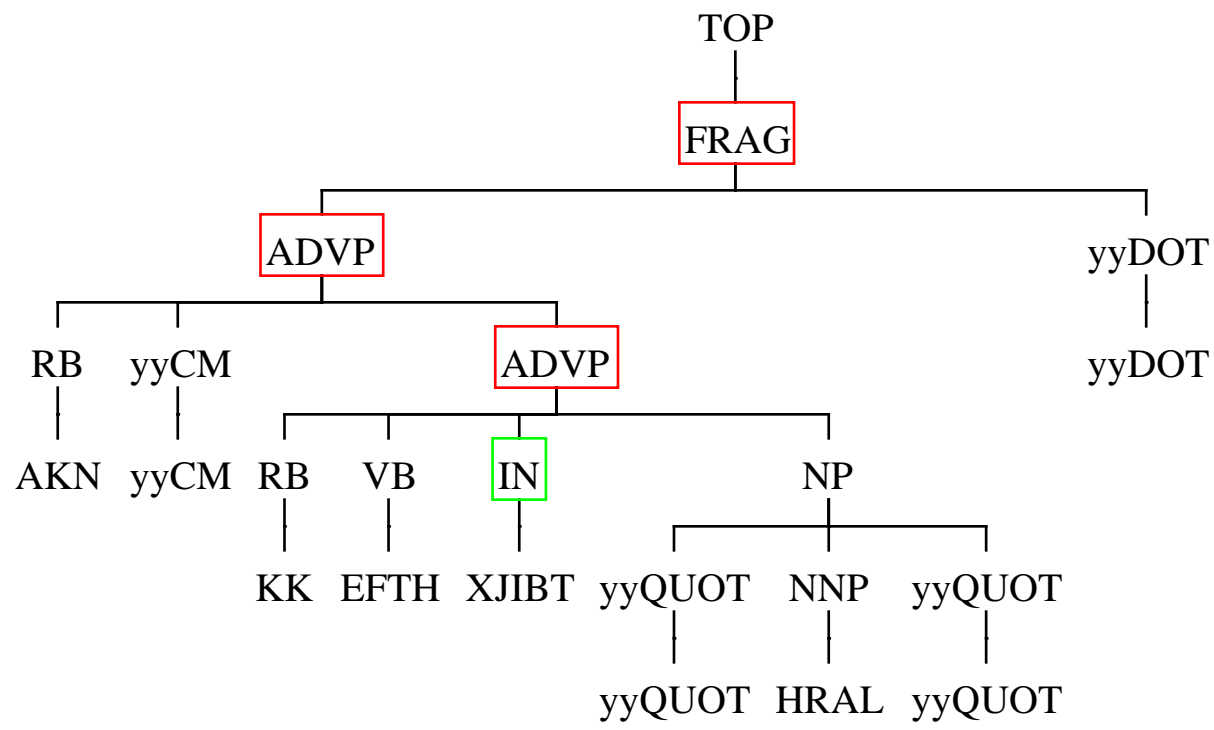 TOP
FRAG
ADVP yyDOT
RB yyCM ADVP yyDOT
AKN yyCM RB VB IN NP
KK EFTH XJIBT yyQUOT NNP yyQUOT
yyQUOT HRAL yyQUOT